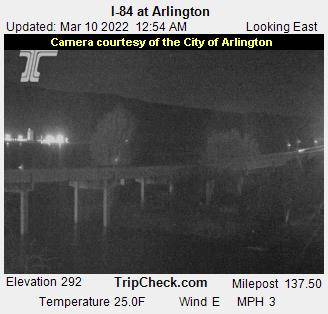 I-84 at Arlington
Updated: Mar 10 2022 12:54 AM Looking East
Camera courtesy of the City of Arlington
Elevation 292 TripCheck.com Milepost 137.50
Temperature 25.0F Wind E MPH 3